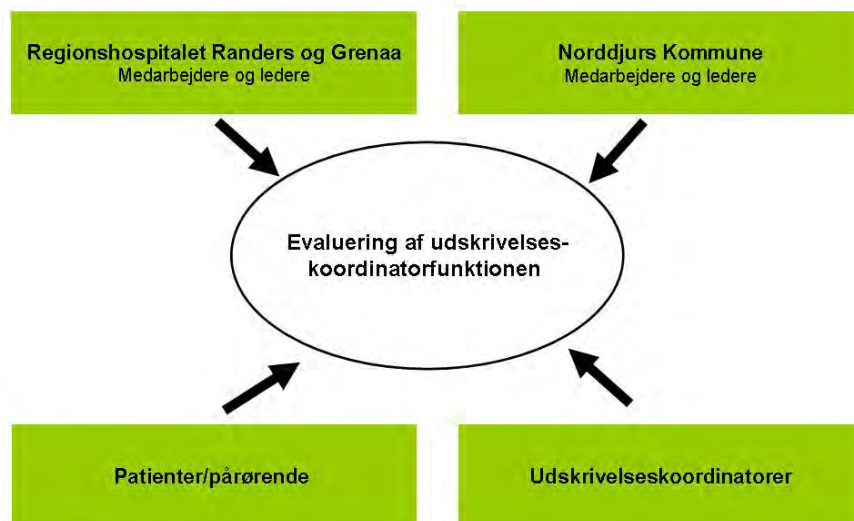 Regionshospitalet Randers og Grenaa
Medarbejdere og ledere
Norddjurs Kommune
Medarbejdere og ledere
Evaluering af udskrivelses-
koordinatorfunktionen
Patienter/pårørende
Udskrivelseskoordinatorer